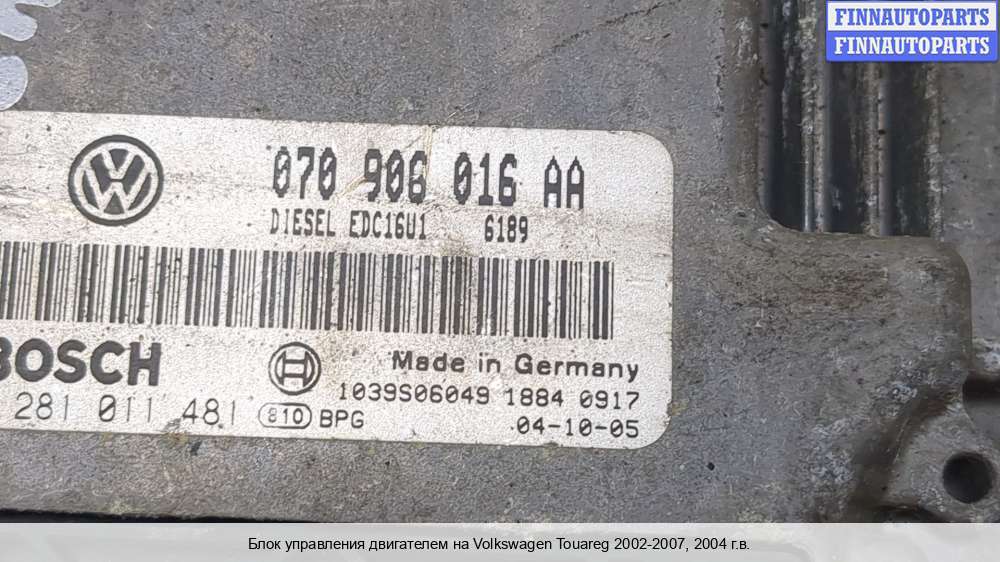 FINNAUTOPARTS
FINNAUTOPARTS
070 906 016 AA
DIESEL EDC16U1 6189
BOSCH
Made in Germany
1039S06049 1884 0917
281 011 481 810 BPG
04-10-05
Блок управления двигателем на Volkswagen Touareg 2002-2007, 2004 г.в.